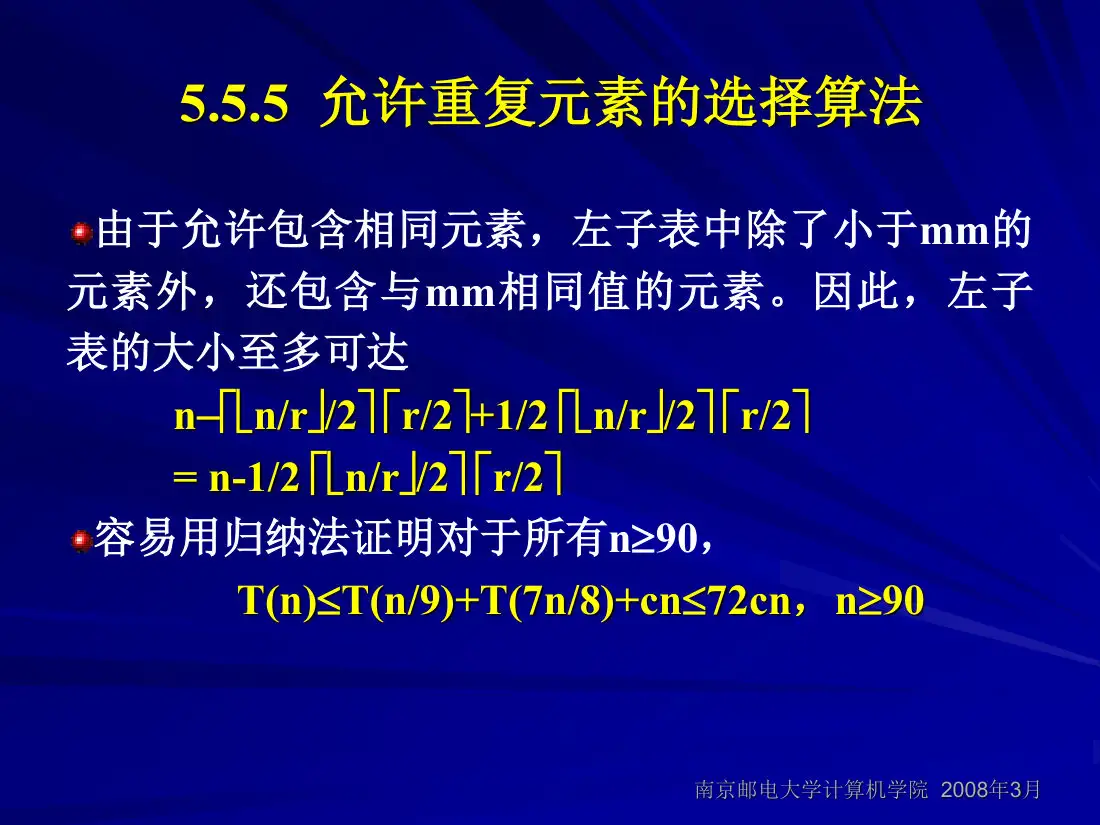 5.5.5 允许重复元素的选择算法
由于允许包含相同元素，左子表中除了小于mm的
元素外，还包含与mm相同值的元素。因此，左子
表的大小至多可达
n–⎡⎣n/r⎦/2⎤⎡r/2⎤+1/2⎡⎣n/r⎦/2⎤⎡r/2⎤
= n-1/2⎡⎣n/r⎦/2⎤⎡r/2⎤
容易用归纳法证明对于所有n≥90，
T(n)≤T(n/9)+T(7n/8)+cn≤72cn，n≥90
南京邮电大学计算机学院 2008年3月